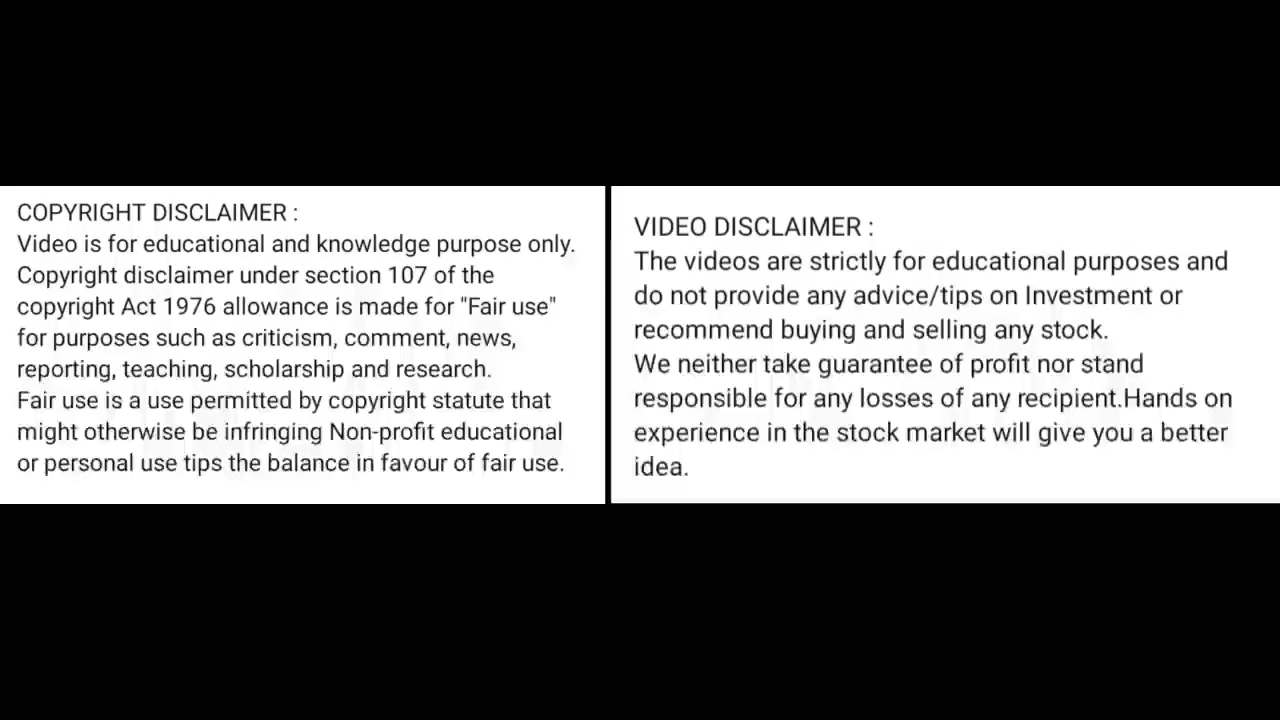 COPYRIGHT DISCLAIMER :
Video is for educational and knowledge purpose only.
Copyright disclaimer under section 107 of the
copyright Act 1976 allowance is made for "Fair use"
for purposes such as criticism, comment, news,
reporting, teaching, scholarship and research.
Fair use is a use permitted by copyright statute that
might otherwise be infringing Non-profit educational
or personal use tips the balance in favour of fair use.
VIDEO DISCLAIMER :
The videos are strictly for educational purposes and
do not provide any advice/tips on Investment or
recommend buying and selling any stock.
We neither take guarantee of profit nor stand
responsible for any losses of any recipient.Hands on
experience in the stock market will give you a better
idea.